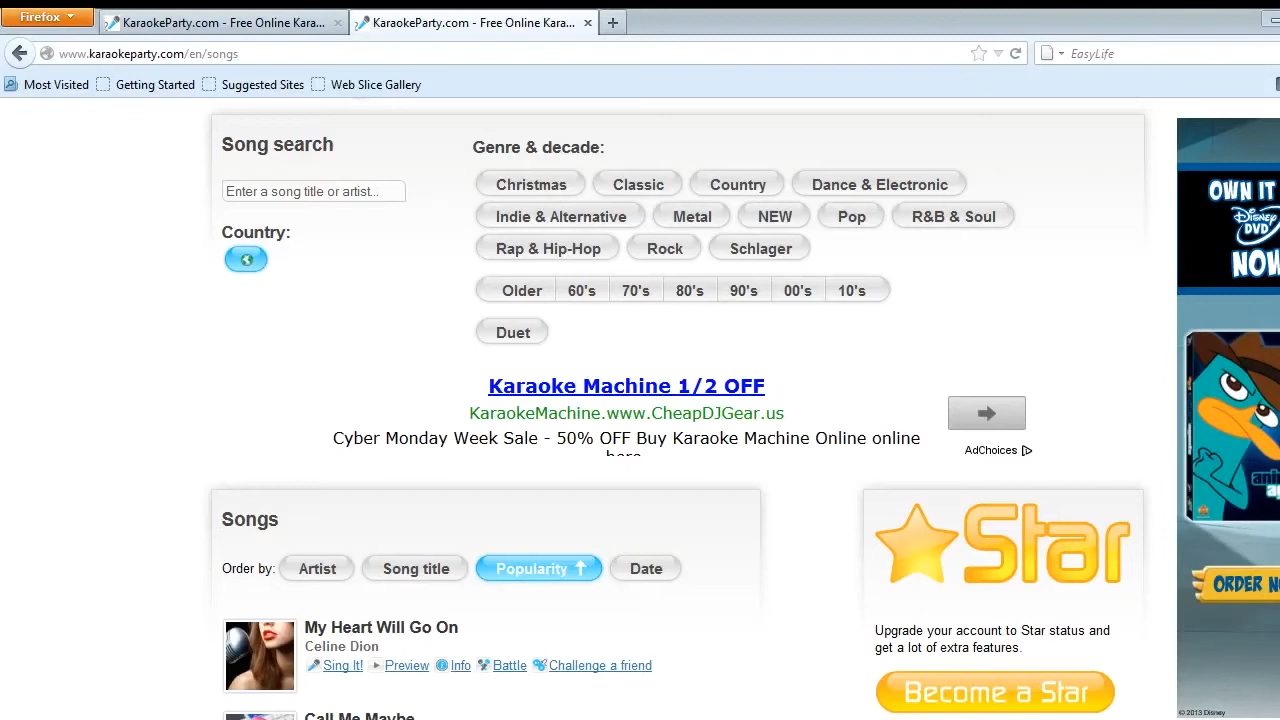 Firefox
KaraokeParty.com - Free Online Kara...
KaraokeParty.com - Free Online Kara...
www.karaokeparty.com/en/songs
EasyLife
Most Visited
Getting Started
Suggested Sites
Web Slice Gallery
Song search
Enter a song title or artist...
Country:
Genre & decade:
Christmas Classic Country Dance & Electronic
Indie & Alternative Metal NEW Pop R&B & Soul
Rap & Hip-Hop Rock Schlager
Older 60's 70's 80's 90's 00's 10's
Duet
OWN IT
Disney
DVD
NOW
Karaoke Machine 1/2 OFF
KaraokeMachine.www.CheapDJGear.us
Cyber Monday Week Sale - 50% OFF Buy Karaoke Machine Online online
here
AdChoices
Songs
Order by: Artist Song title Popularity Date
My Heart Will Go On
Celine Dion
Sing It! Preview Info Battle Challenge a friend
Call Me Maybe
Star
Upgrade your account to Star status and
get a lot of extra features.
Become a Star
ORDER
© 2013 Disney